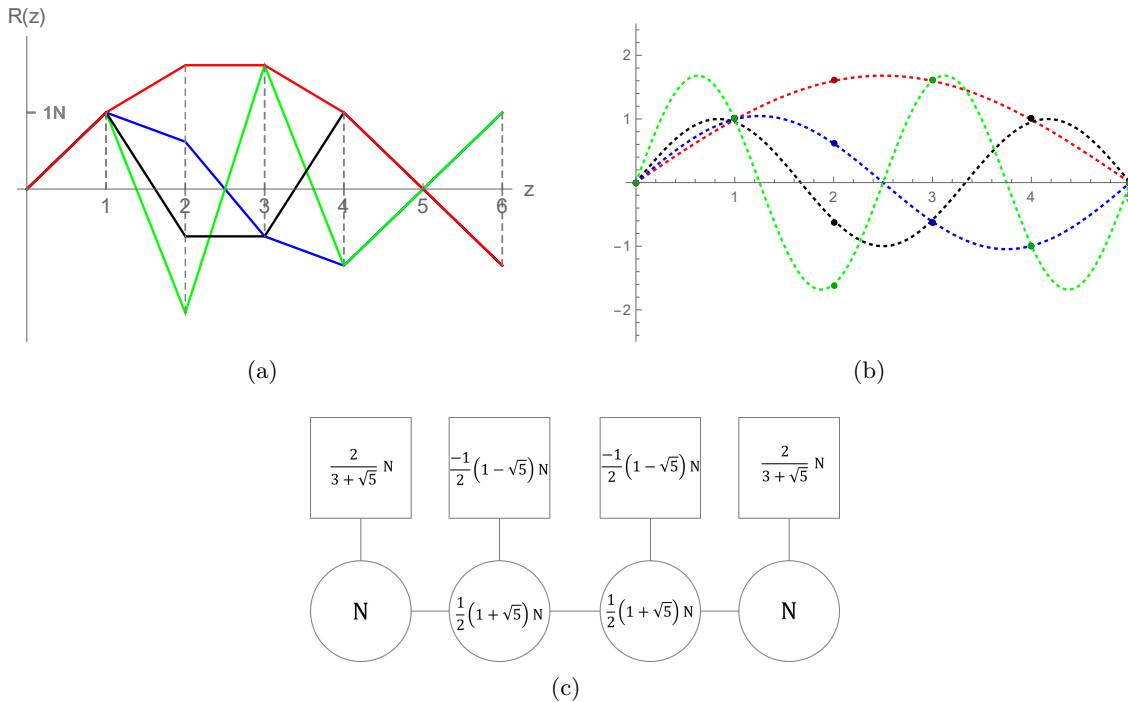 R(z)
1N
1 2 3 4 5 6 z
2
1
-1
-2
1 2 3 4
(a) (b)
2/(3 + √5) N
-1/2 (1 − √5) N
-1/2 (1 − √5) N
2/(3 + √5) N
N
1/2 (1 + √5) N
1/2 (1 + √5) N
N
(c)